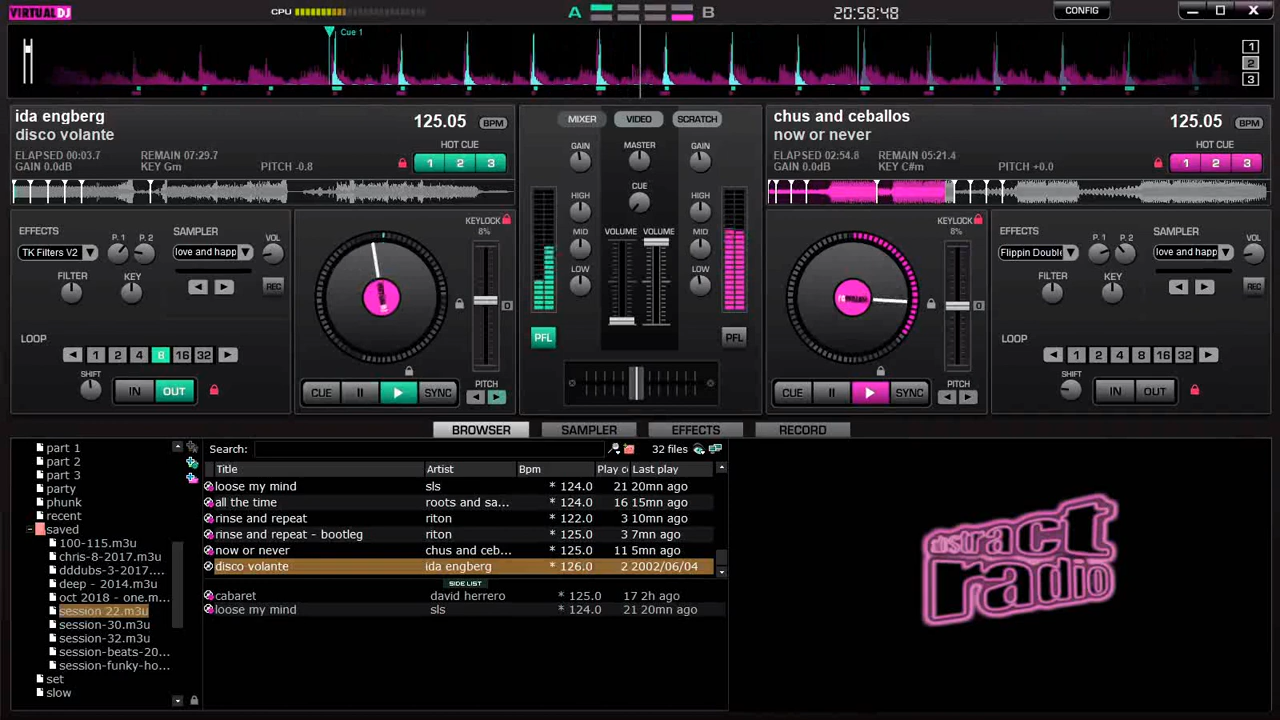 VIRTUALDJ CPU A B 20:58:48 CONFIG
Cue 1
1
2
3
ida engberg
disco volante
125.05 BPM
ELAPSED 00:03.7 REMAIN 07:29.7
GAIN 0.0dB KEY Gm PITCH -0.8
HOT CUE
1 2 3
MIXER VIDEO SCRATCH
GAIN MASTER GAIN
HIGH CUE HIGH
MID VOLUME VOLUME MID
LOW LOW
PFL PFL
chus and ceballos
now or never
125.05 BPM
ELAPSED 02:54.8 REMAIN 05:21.4
GAIN 0.0dB KEY C#m PITCH +0.0
HOT CUE
1 2 3
EFFECTS P. 1 P. 2 SAMPLER VOL
TK Filters V2 love and happ
FILTER KEY REC
LOOP
1 2 4 8 16 32
SHIFT IN OUT
KEYLOCK
8%
0
CUE SYNC PITCH
KEYLOCK
8%
0
CUE SYNC PITCH
EFFECTS P. 1 P. 2 SAMPLER VOL
Flippin Double love and happ
FILTER KEY REC
LOOP
1 2 4 8 16 32
SHIFT IN OUT
BROWSER SAMPLER EFFECTS RECORD
part 1
part 2
part 3
party
phunk
recent
saved
100-115.m3u
chris-8-2017.m3u
dddubs-3-2017....
deep - 2014.m3u
oct 2018 - one.m...
session 22.m3u
session-30.m3u
session-32.m3u
session-beats-20...
session-funky-ho...
set
slow
Search: 32 files
Title Artist Bpm Play c Last play
loose my mind sls * 124.0 21 20mn ago
all the time roots and sa... * 124.0 16 15mn ago
rinse and repeat riton * 122.0 3 10mn ago
rinse and repeat - bootleg riton * 125.0 3 7mn ago
now or never chus and ceb... * 125.0 11 5mn ago
disco volante ida engberg * 126.0 2 2002/06/04
SIDE LIST
cabaret david herrero * 125.0 17 2h ago
loose my mind sls * 124.0 21 20mn ago
distract
radio